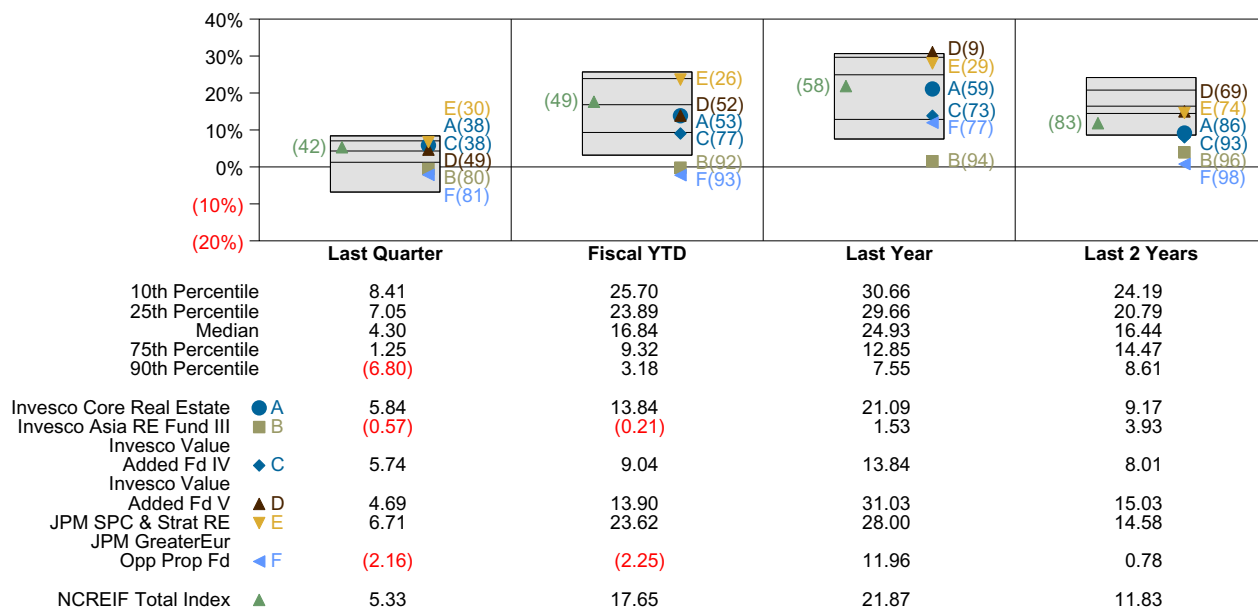 40%
30%
20%
10%
0%
(10%)
(20%)
Last Quarter Fiscal YTD Last Year Last 2 Years
(42)
E(30)
A(38)
C(38)
D(49)
B(80)
F(81)
(49)
E(26)
D(52)
A(53)
C(77)
B(92)
F(93)
(58)
D(9)
E(29)
A(59)
C(73)
F(77)
B(94)
(83)
D(69)
E(74)
A(86)
C(93)
B(96)
F(98)
10th Percentile 8.41 25.70 30.66 24.19
25th Percentile 7.05 23.89 29.66 20.79
Median 4.30 16.84 24.93 16.44
75th Percentile 1.25 9.32 12.85 14.47
90th Percentile (6.80) 3.18 7.55 8.61
Invesco Core Real Estate A 5.84 13.84 21.09 9.17
Invesco Asia RE Fund III B (0.57) (0.21) 1.53 3.93
Invesco Value
Added Fd IV C 5.74 9.04 13.84 8.01
Invesco Value
Added Fd V D 4.69 13.90 31.03 15.03
JPM SPC & Strat RE E 6.71 23.62 28.00 14.58
JPM GreaterEur
Opp Prop Fd F (2.16) (2.25) 11.96 0.78
NCREIF Total Index 5.33 17.65 21.87 11.83